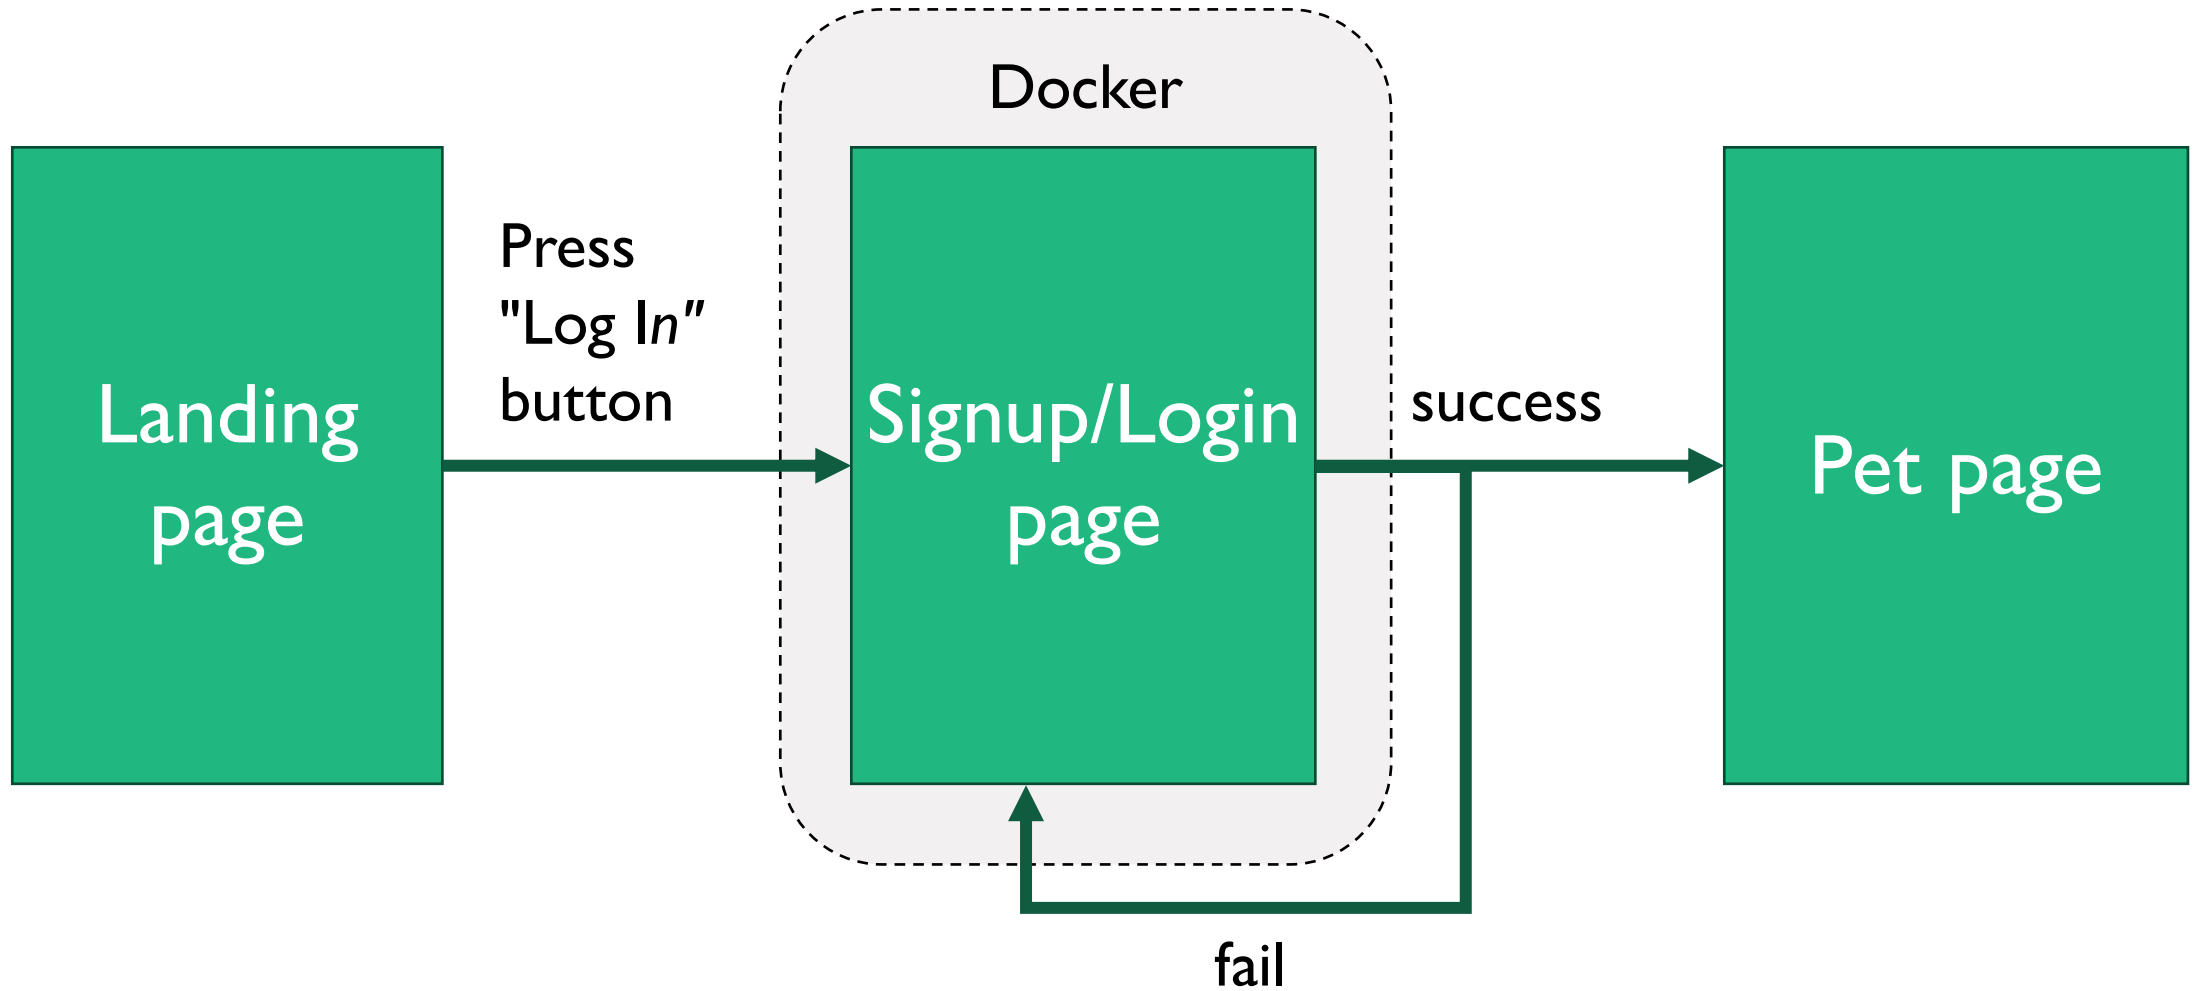 Landing
page
Press
"Log In"
button
Docker
Signup/Login
page
success
Pet page
fail